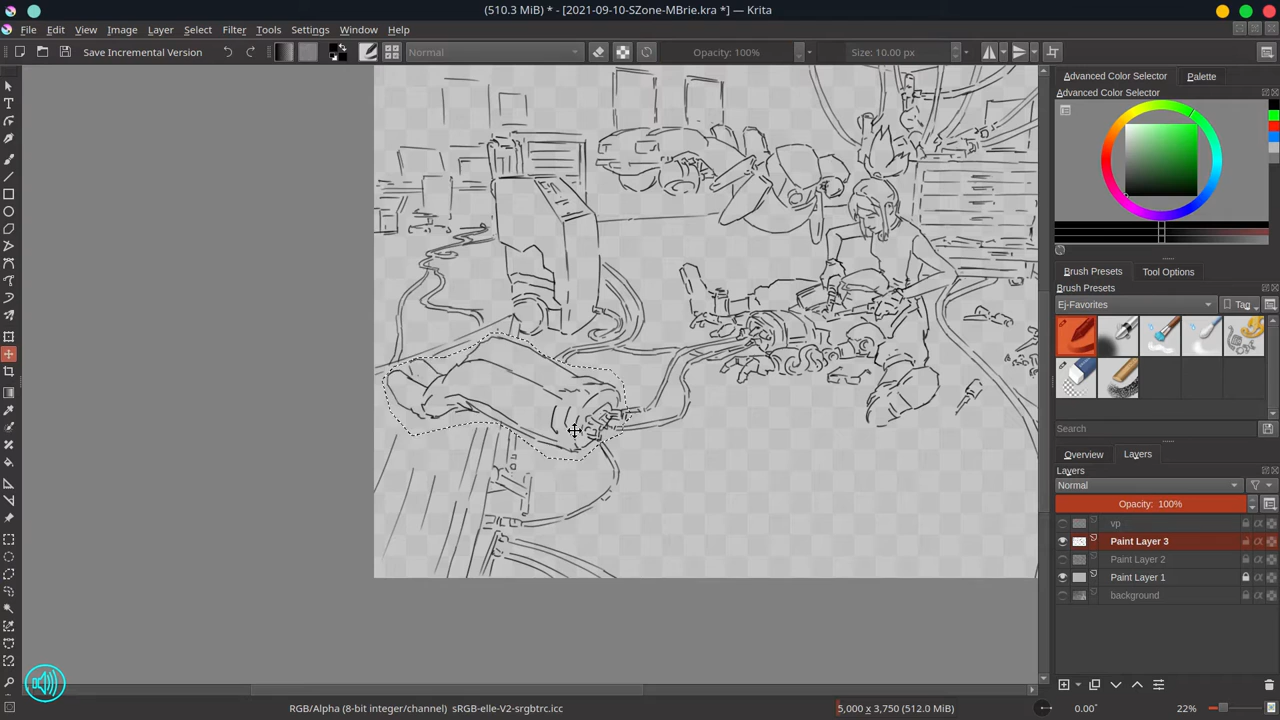 (510.3 MiB) * - [2021-09-10-SZone-MBrie.kra *] — Krita
File Edit View Image Layer Select Filter Tools Settings Window Help
Save Incremental Version Normal Opacity: 100% Size: 10.00 px
Advanced Color Selector Palette
Advanced Color Selector
Brush Presets Tool Options
Brush Presets
Ej-Favorites Tag
Search
Overview Layers
Layers
Normal
Opacity: 100%
vp
Paint Layer 3
Paint Layer 2
Paint Layer 1
background
RGB/Alpha (8-bit integer/channel) sRGB-elle-V2-srgbtrc.icc 5,000 x 3,750 (512.0 MiB) 0.00° 22%